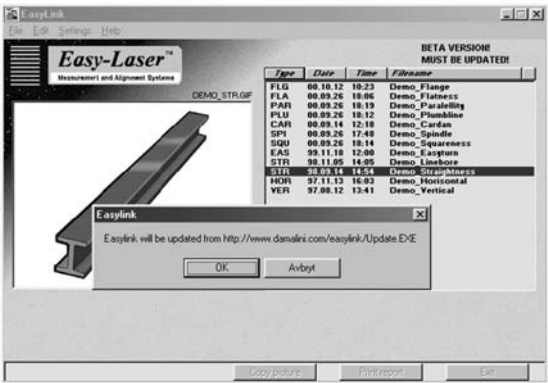 EasyLink
File Edit Settings Help
Easy-Laser™
Measurement and Alignment Systems
BETA VERSION!
MUST BE UPDATED!
DEMO_STR.GIF
Type Date Time Filename
FLG 00.10.12 10:23 Demo_Flange
FLA 00.09.26 18:06 Demo_Flatness
PAR 00.09.26 18:19 Demo_Paralellity
PLU 00.09.26 18:12 Demo_Plumbline
CAR 00.09.14 12:18 Demo_Cardan
SPI 00.09.26 17:48 Demo_Spindle
SQU 00.09.26 18:14 Demo_Squareness
EAS 99.11.18 12:00 Demo_Easyturn
STR 98.11.05 14:05 Demo_Linebore
STR 98.09.14 14:54 Demo_Straightness
HOR 97.11.13 16:03 Demo_Horisontal
VER 97.08.12 13:41 Demo_Vertical
Easylink
Easylink will be updated from http://www.damalini.com/easylink/Update.EXE
OK Avbryt
Copy picture Print report Exit